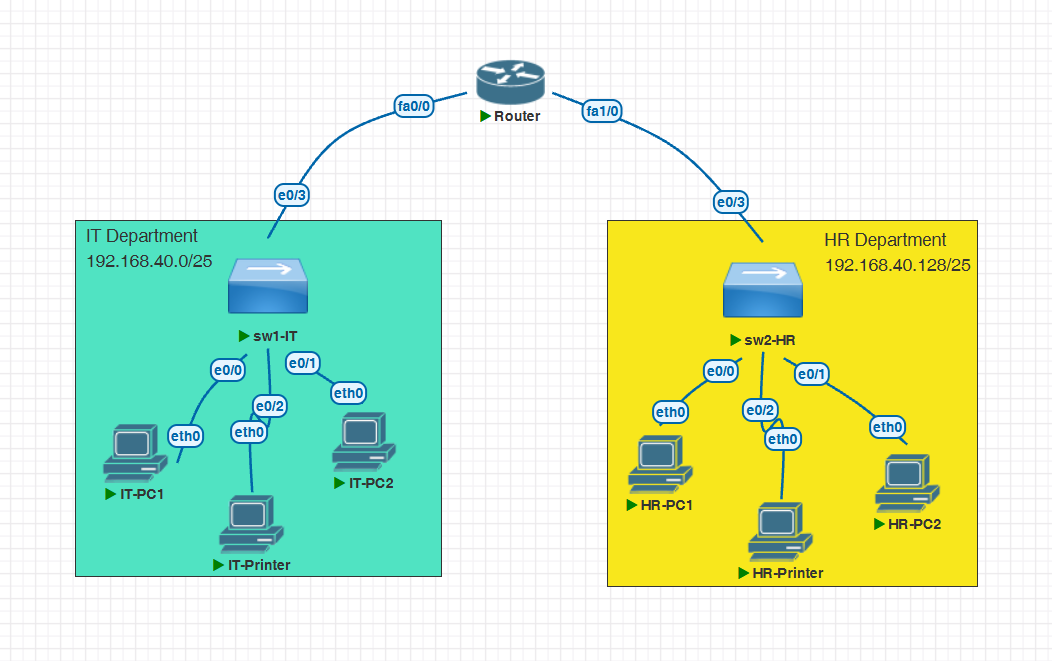 Router
fa0/0
fa1/0
e0/3
e0/3
IT Department
192.168.40.0/25
sw1-IT
e0/0
e0/1
e0/2
eth0
eth0
eth0
IT-PC1
IT-PC2
IT-Printer
HR Department
192.168.40.128/25
sw2-HR
e0/0
e0/1
e0/2
eth0
eth0
eth0
HR-PC1
HR-PC2
HR-Printer